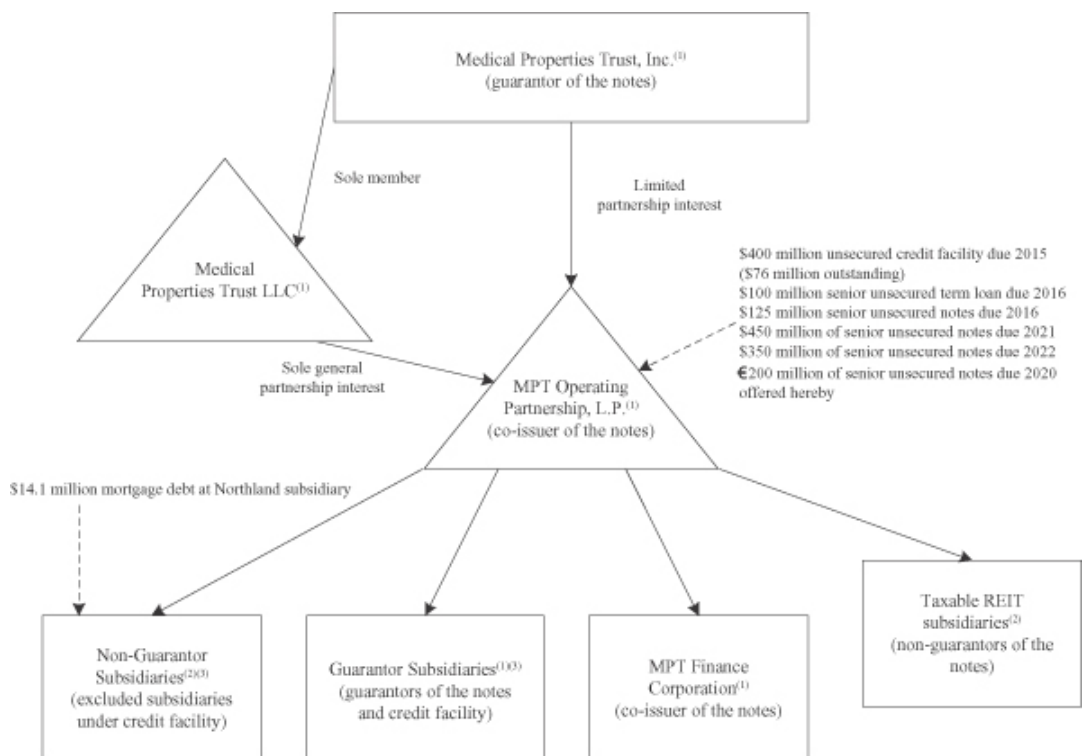 Medical Properties Trust, Inc.(1)
(guarantor of the notes)
Sole member
Limited
partnership interest
Medical
Properties Trust LLC(1)
$400 million unsecured credit facility due 2015
($76 million outstanding)
$100 million senior unsecured term loan due 2016
$125 million senior unsecured notes due 2016
$450 million of senior unsecured notes due 2021
$350 million of senior unsecured notes due 2022
€200 million of senior unsecured notes due 2020
offered hereby
Sole general
partnership interest
MPT Operating
Partnership, L.P.(1)
(co-issuer of the notes)
$14.1 million mortgage debt at Northland subsidiary
Non-Guarantor
Subsidiaries(2)(3)
(excluded subsidiaries
under credit facility)
Guarantor Subsidiaries(1)(3)
(guarantors of the notes
and credit facility)
MPT Finance
Corporation(1)
(co-issuer of the notes)
Taxable REIT
subsidiaries(2)
(non-guarantors of the
notes)